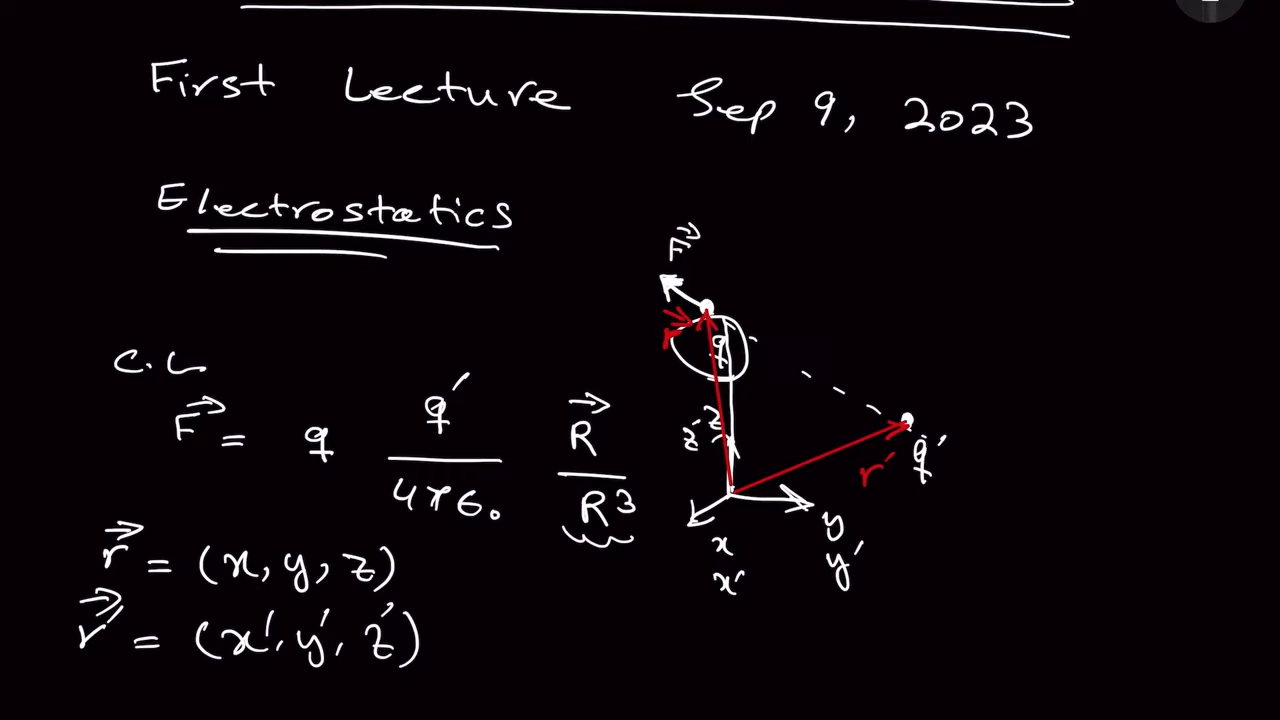 First Lecture Sep 9, 2023
Electrostatics
F⃗
r⃗
q
C.L
F⃗ = q q′/4πϵ₀ R⃗/R³
z′ z
r′
q′
y
y′
x
x′
r⃗ = (x, y, z)
r⃗′ = (x′, y′, z′)